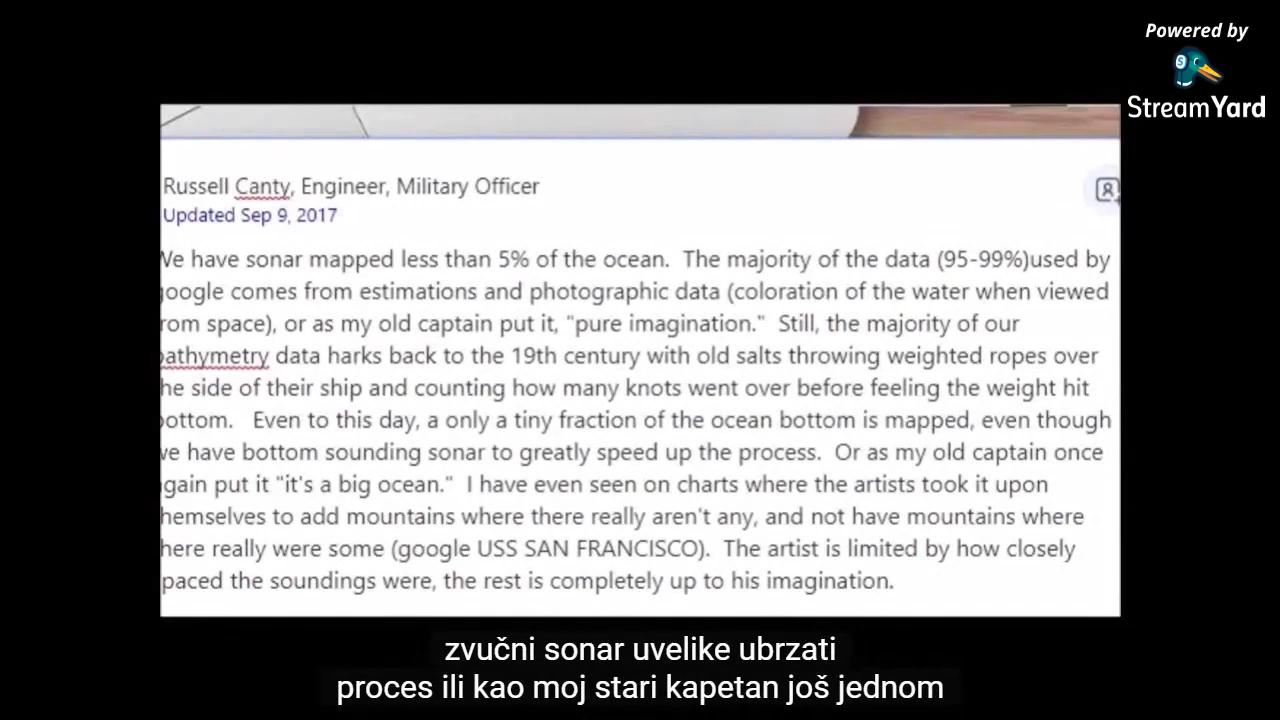 Powered by
StreamYard
Russell Canty, Engineer, Military Officer
Updated Sep 9, 2017
We have sonar mapped less than 5% of the ocean. The majority of the data (95-99%)used by
google comes from estimations and photographic data (coloration of the water when viewed
from space), or as my old captain put it, "pure imagination." Still, the majority of our
bathymetry data harks back to the 19th century with old salts throwing weighted ropes over
the side of their ship and counting how many knots went over before feeling the weight hit
bottom. Even to this day, a only a tiny fraction of the ocean bottom is mapped, even though
we have bottom sounding sonar to greatly speed up the process. Or as my old captain once
again put it "it's a big ocean." I have even seen on charts where the artists took it upon
themselves to add mountains where there really aren't any, and not have mountains where
there really were some (google USS SAN FRANCISCO). The artist is limited by how closely
spaced the soundings were, the rest is completely up to his imagination.
zvučni sonar uvelike ubrzati
proces ili kao moj stari kapetan još jednom